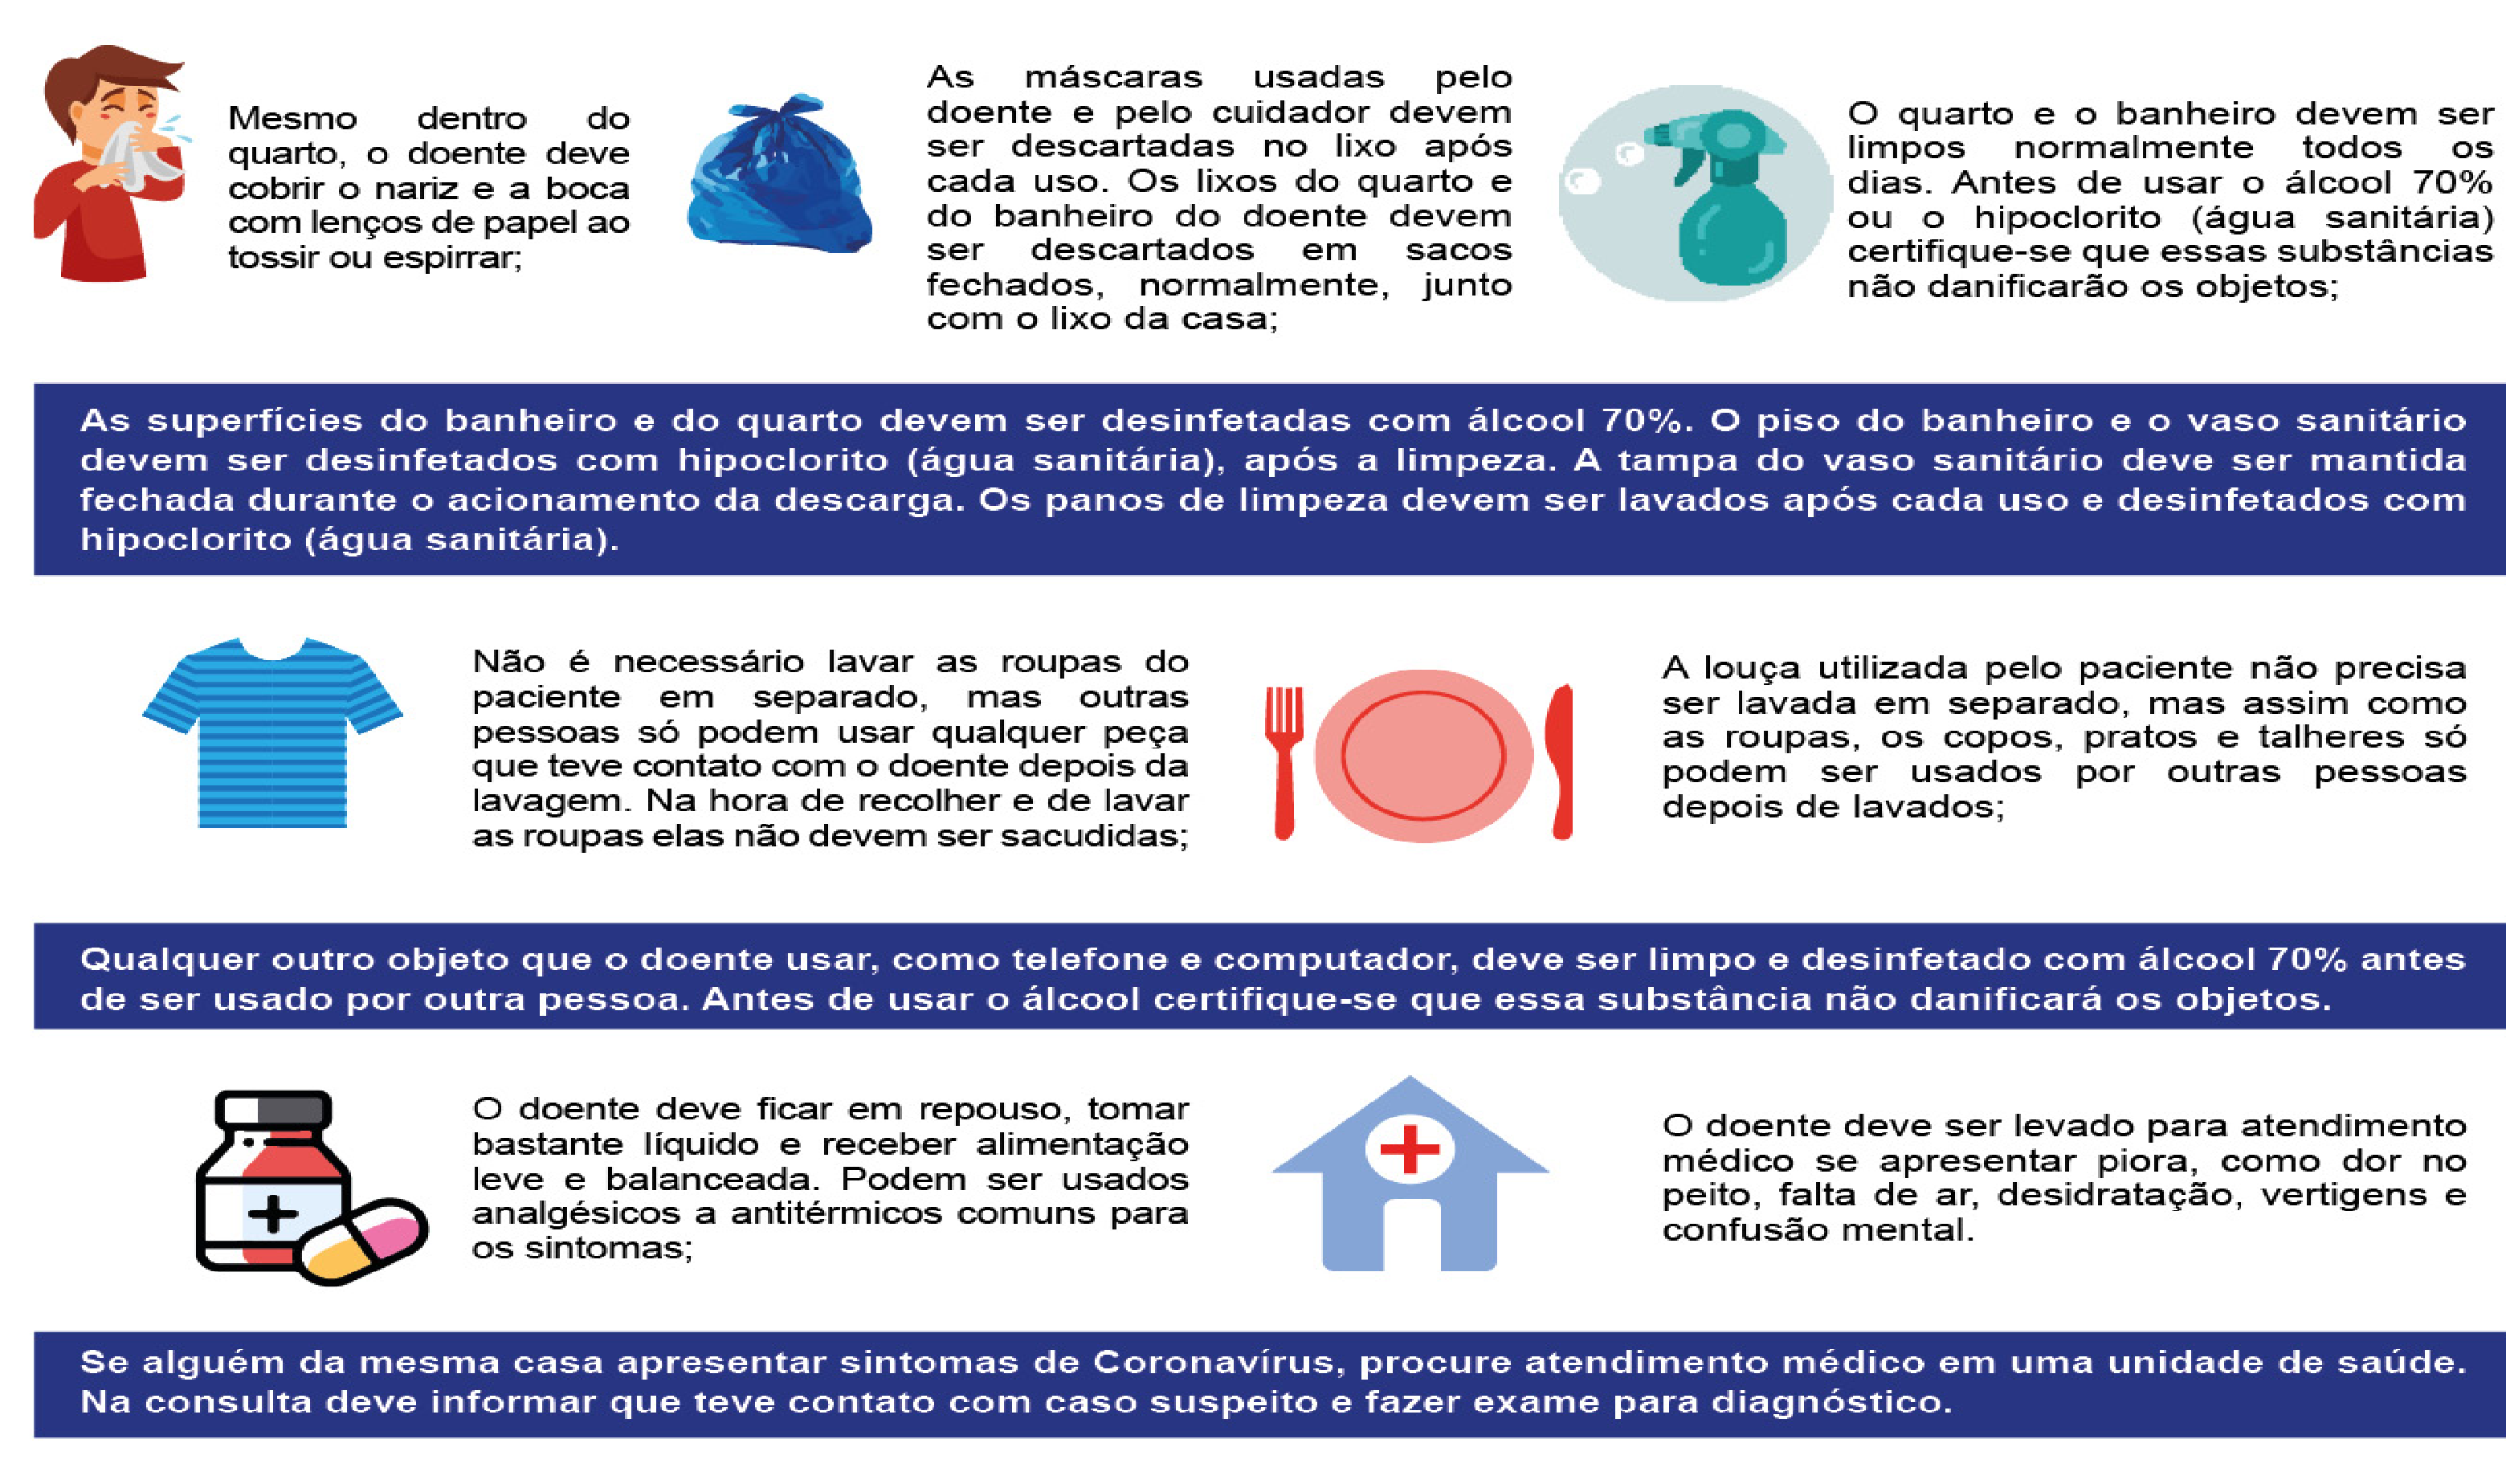 Mesmo dentro do
quarto, o doente deve
cobrir o nariz e a boca
com lenços de papel ao
tossir ou espirrar;
As máscaras usadas pelo
doente e pelo cuidador devem
ser descartadas no lixo após
cada uso. Os lixos do quarto e
do banheiro do doente devem
ser descartados em sacos
fechados, normalmente, junto
com o lixo da casa;
O quarto e o banheiro devem ser
limpos normalmente todos os
dias. Antes de usar o álcool 70%
ou o hipoclorito (água sanitária)
certifique-se que essas substâncias
não danificarão os objetos;
As superfícies do banheiro e do quarto devem ser desinfetadas com álcool 70%. O piso do banheiro e o vaso sanitário
devem ser desinfetados com hipoclorito (água sanitária), após a limpeza. A tampa do vaso sanitário deve ser mantida
fechada durante o acionamento da descarga. Os panos de limpeza devem ser lavados após cada uso e desinfetados com
hipoclorito (água sanitária).
Não é necessário lavar as roupas do
paciente em separado, mas outras
pessoas só podem usar qualquer peça
que teve contato com o doente depois da
lavagem. Na hora de recolher e de lavar
as roupas elas não devem ser sacudidas;
A louça utilizada pelo paciente não precisa
ser lavada em separado, mas assim como
as roupas, os copos, pratos e talheres só
podem ser usados por outras pessoas
depois de lavados;
Qualquer outro objeto que o doente usar, como telefone e computador, deve ser limpo e desinfetado com álcool 70% antes
de ser usado por outra pessoa. Antes de usar o álcool certifique-se que essa substância não danificará os objetos.
O doente deve ficar em repouso, tomar
bastante líquido e receber alimentação
leve e balanceada. Podem ser usados
analgésicos a antitérmicos comuns para
os sintomas;
O doente deve ser levado para atendimento
médico se apresentar piora, como dor no
peito, falta de ar, desidratação, vertigens e
confusão mental.
Se alguém da mesma casa apresentar sintomas de Coronavírus, procure atendimento médico em uma unidade de saúde.
Na consulta deve informar que teve contato com caso suspeito e fazer exame para diagnóstico.